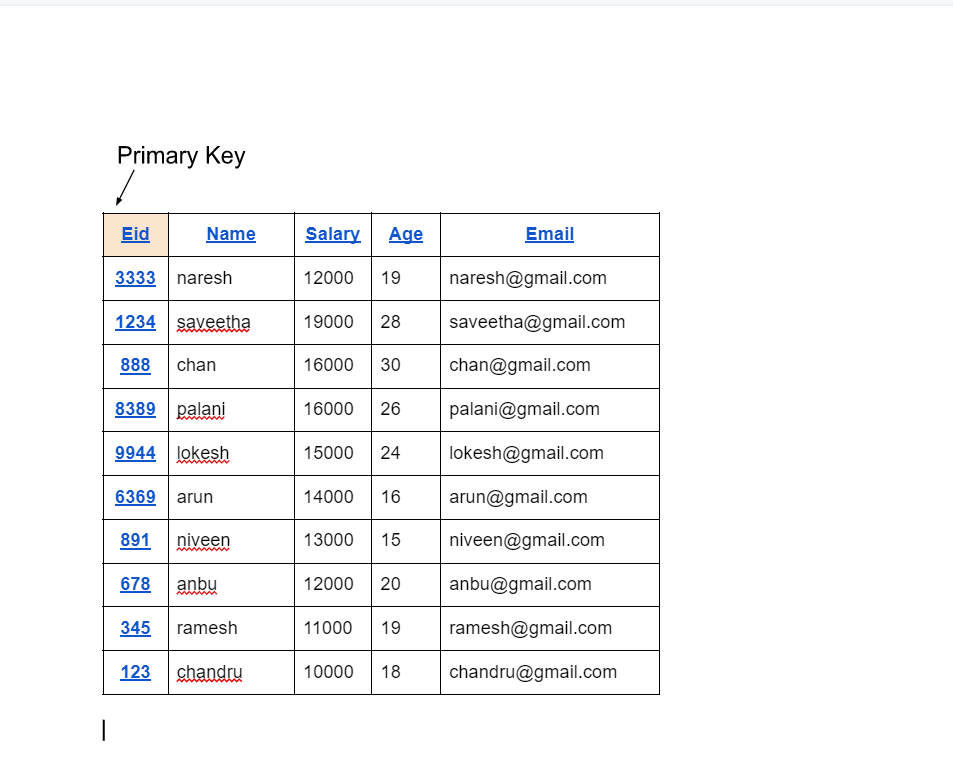 Primary Key
Eid Name Salary Age Email
3333 naresh 12000 19 naresh@gmail.com
1234 saveetha 19000 28 saveetha@gmail.com
888 chan 16000 30 chan@gmail.com
8389 palani 16000 26 palani@gmail.com
9944 lokesh 15000 24 lokesh@gmail.com
6369 arun 14000 16 arun@gmail.com
891 niveen 13000 15 niveen@gmail.com
678 anbu 12000 20 anbu@gmail.com
345 ramesh 11000 19 ramesh@gmail.com
123 chandru 10000 18 chandru@gmail.com